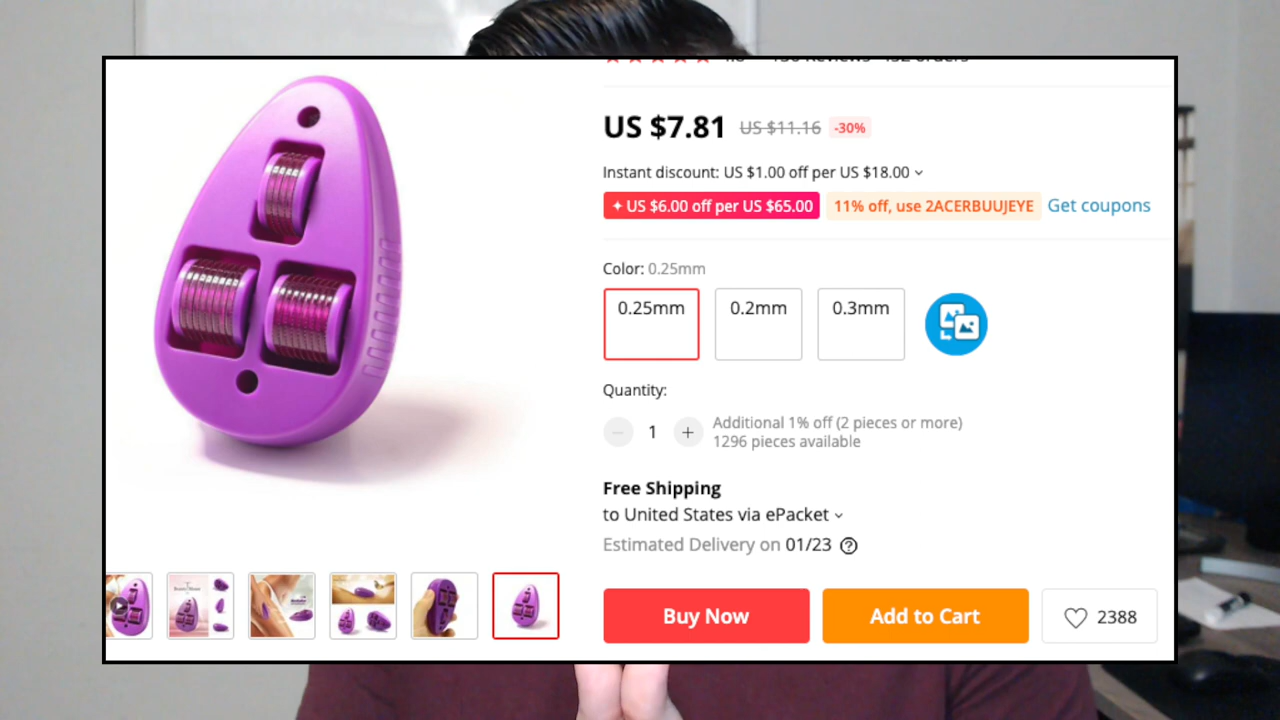 US $7.81 US $11.16 -30%
Instant discount: US $1.00 off per US $18.00
US $6.00 off per US $65.00 11% off, use 2ACERBUUJEYE Get coupons
Color: 0.25mm
0.25mm 0.2mm 0.3mm
Quantity:
1 Additional 1% off (2 pieces or more)
1296 pieces available
Free Shipping
to United States via ePacket
Estimated Delivery on 01/23
Buy Now Add to Cart 2388